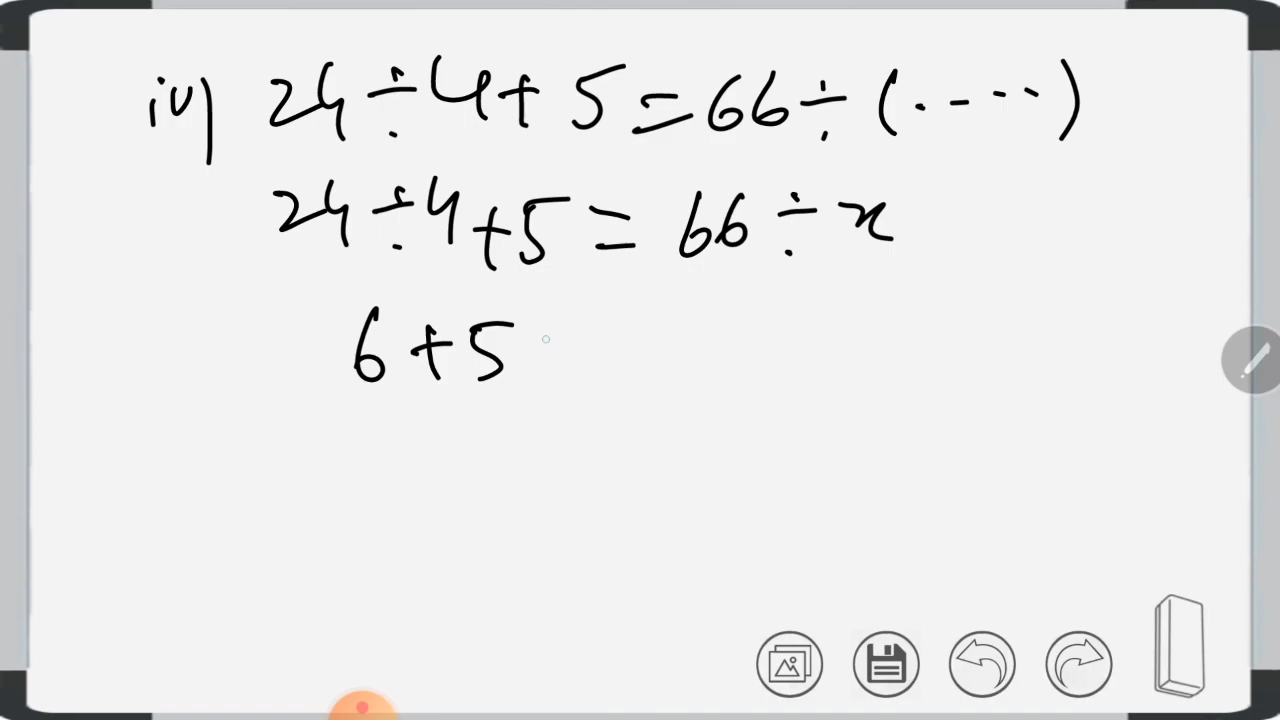 iv) 24 ÷ 4 + 5 = 66 ÷ (....)
24 ÷ 4 + 5 = 66 ÷ x
6 + 5